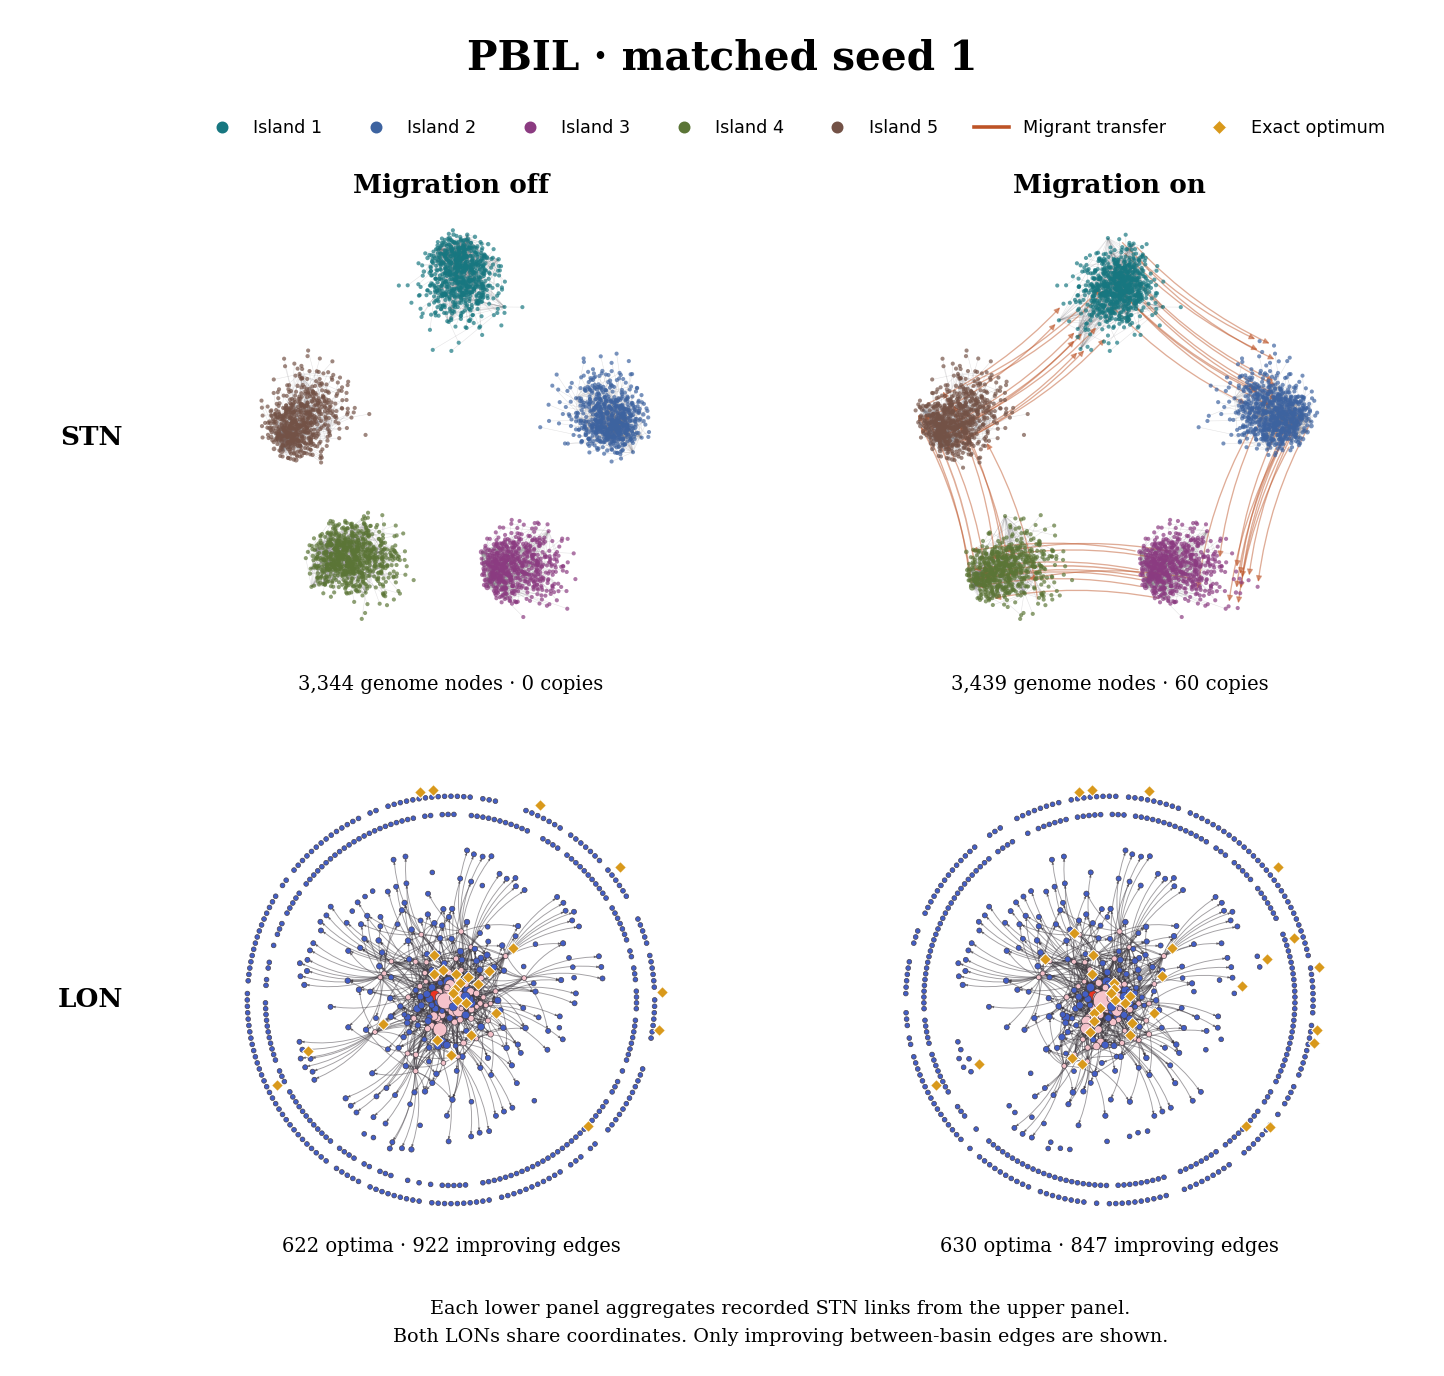 PBIL · matched seed 1
Island 1 Island 2 Island 3 Island 4 Island 5 Migrant transfer Exact optimum
Migration off Migration on
STN
3,344 genome nodes · 0 copies 3,439 genome nodes · 60 copies
LON
622 optima · 922 improving edges 630 optima · 847 improving edges
Each lower panel aggregates recorded STN links from the upper panel.
Both LONs share coordinates. Only improving between-basin edges are shown.